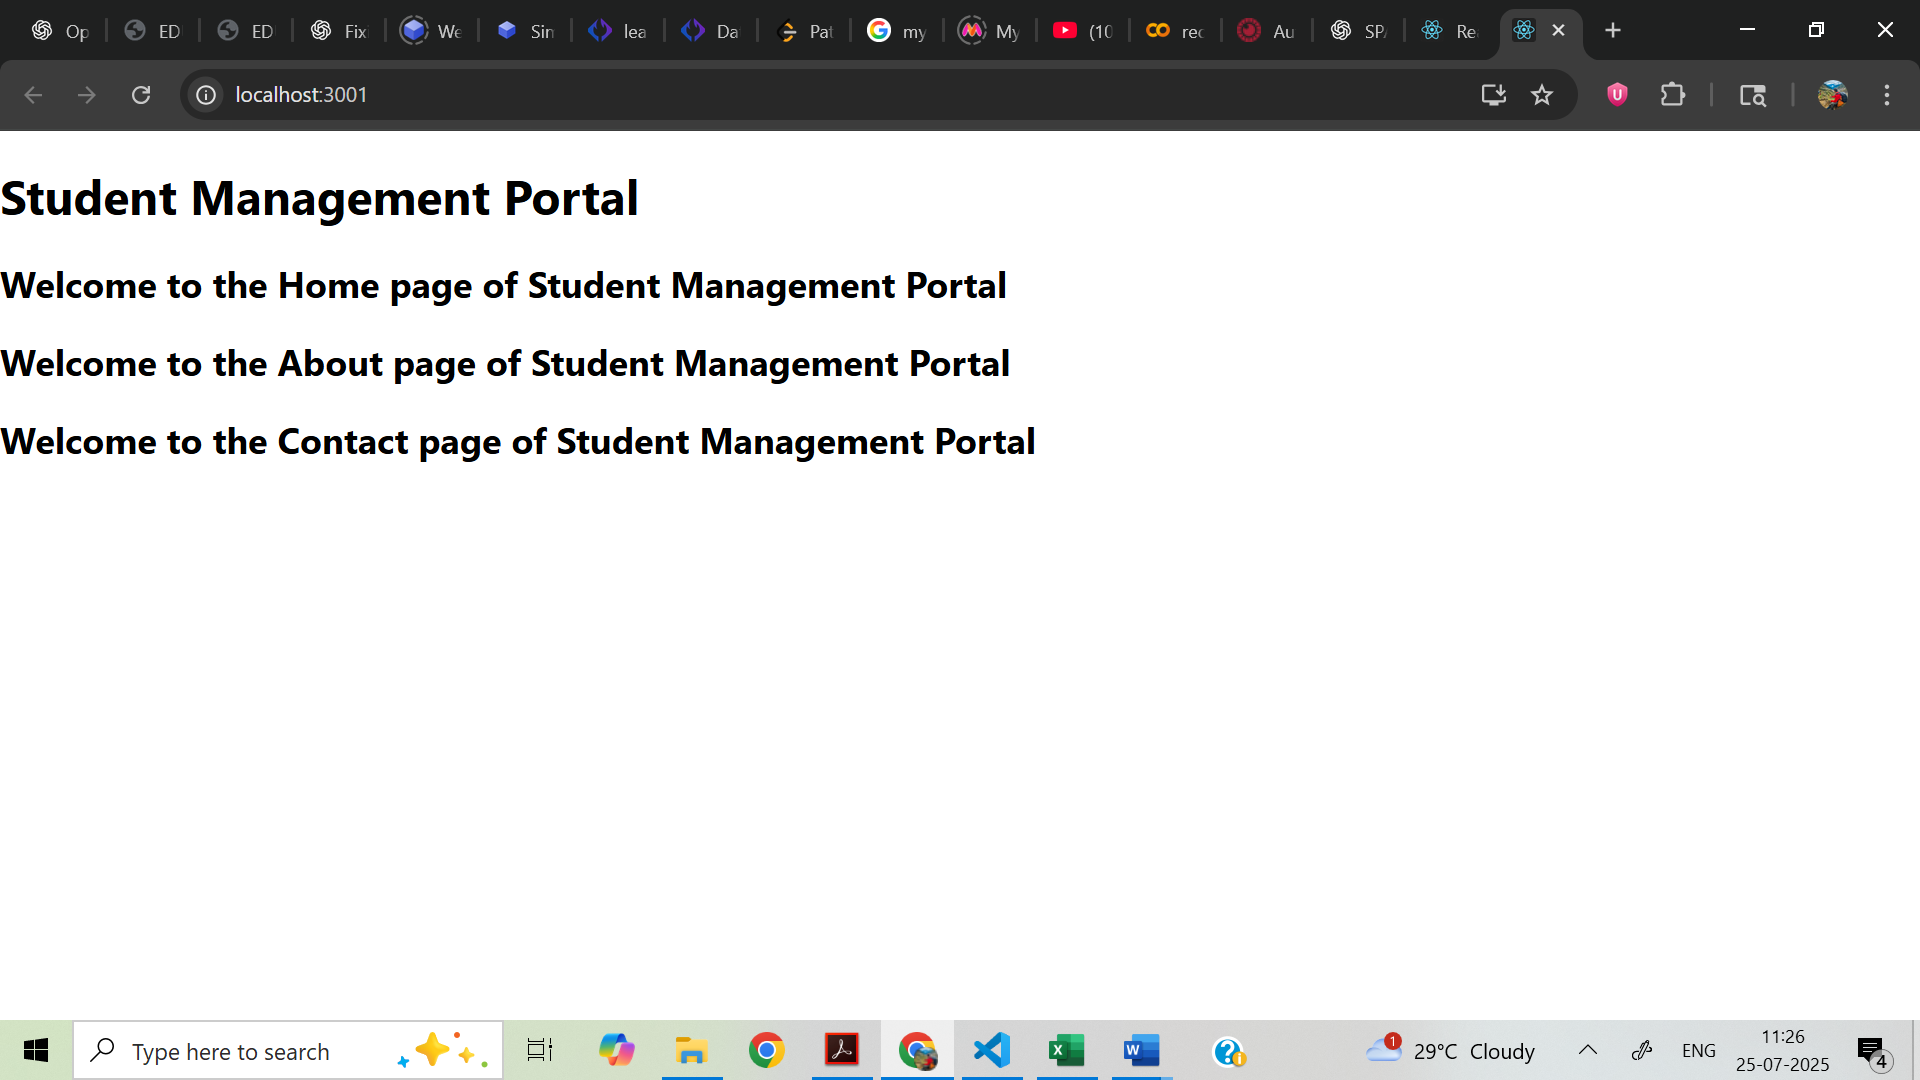 Op
ED
ED
Fix
We
Sin
lea
Da
Pat
my
My
(10
rec
Au
SPA
Re
localhost:3001
Student Management Portal
Welcome to the Home page of Student Management Portal
Welcome to the About page of Student Management Portal
Welcome to the Contact page of Student Management Portal
Type here to search
1
29°C Cloudy
ENG
11:26
25-07-2025
4